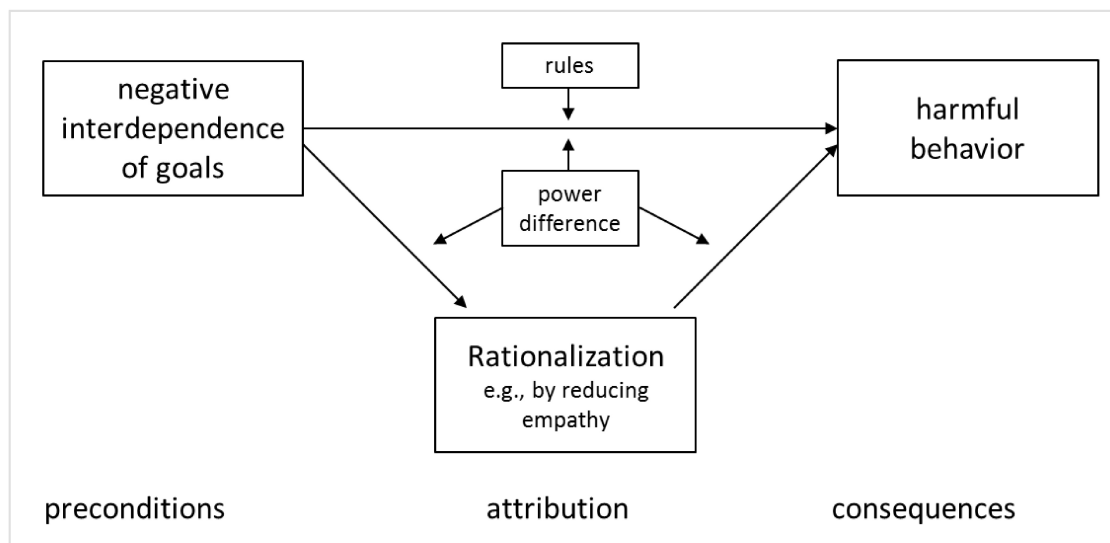 rules
negative
interdependence
of goals
harmful
behavior
power
difference
Rationalization
e.g., by reducing
empathy
preconditions
attribution
consequences